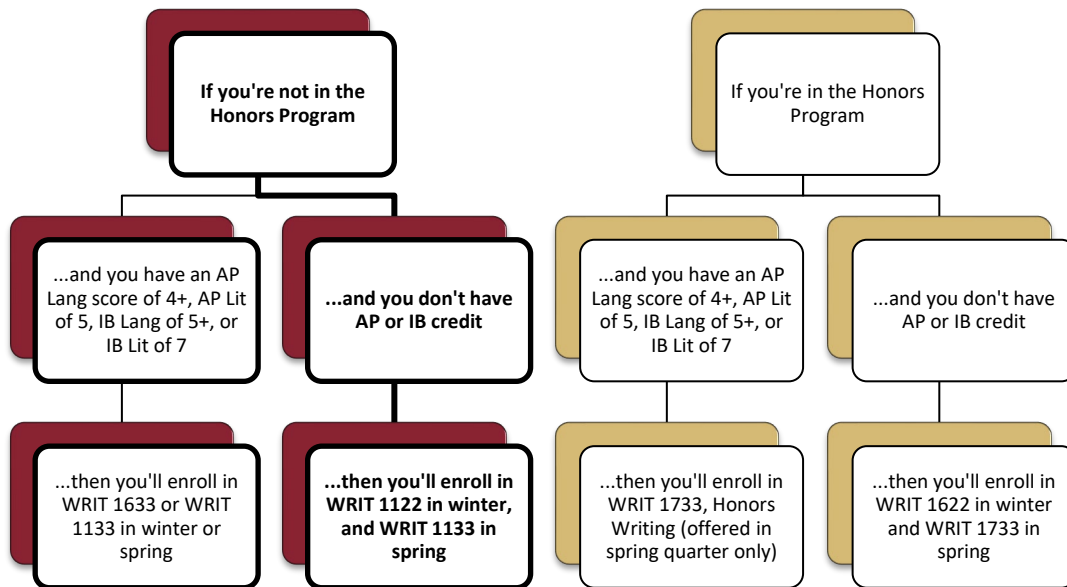 If you're not in the
Honors Program
If you're in the Honors
Program
...and you have an AP
Lang score of 4+, AP Lit
of 5, IB Lang of 5+, or
IB Lit of 7
...and you don't have
AP or IB credit
...and you have an AP
Lang score of 4+, AP Lit
of 5, IB Lang of 5+, or
IB Lit of 7
...and you don't have
AP or IB credit
...then you'll enroll in
WRIT 1633 or WRIT
1133 in winter or
spring
...then you'll enroll in
WRIT 1122 in winter,
and WRIT 1133 in
spring
...then you'll enroll in
WRIT 1733, Honors
Writing (offered in
spring quarter only)
...then you'll enroll in
WRIT 1622 in winter
and WRIT 1733 in
spring